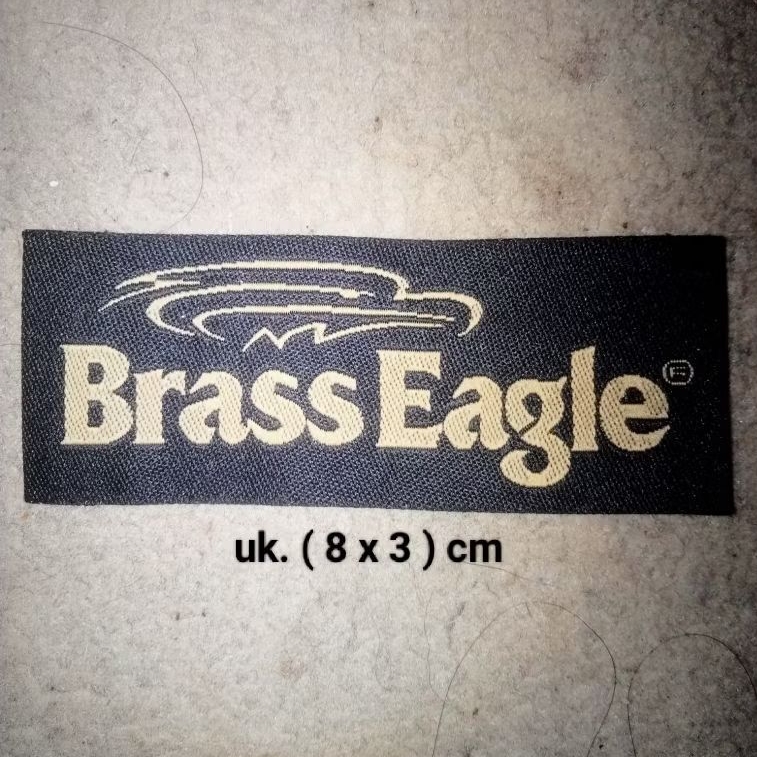 Brass Eagle
uk. ( 8 x 3 ) cm